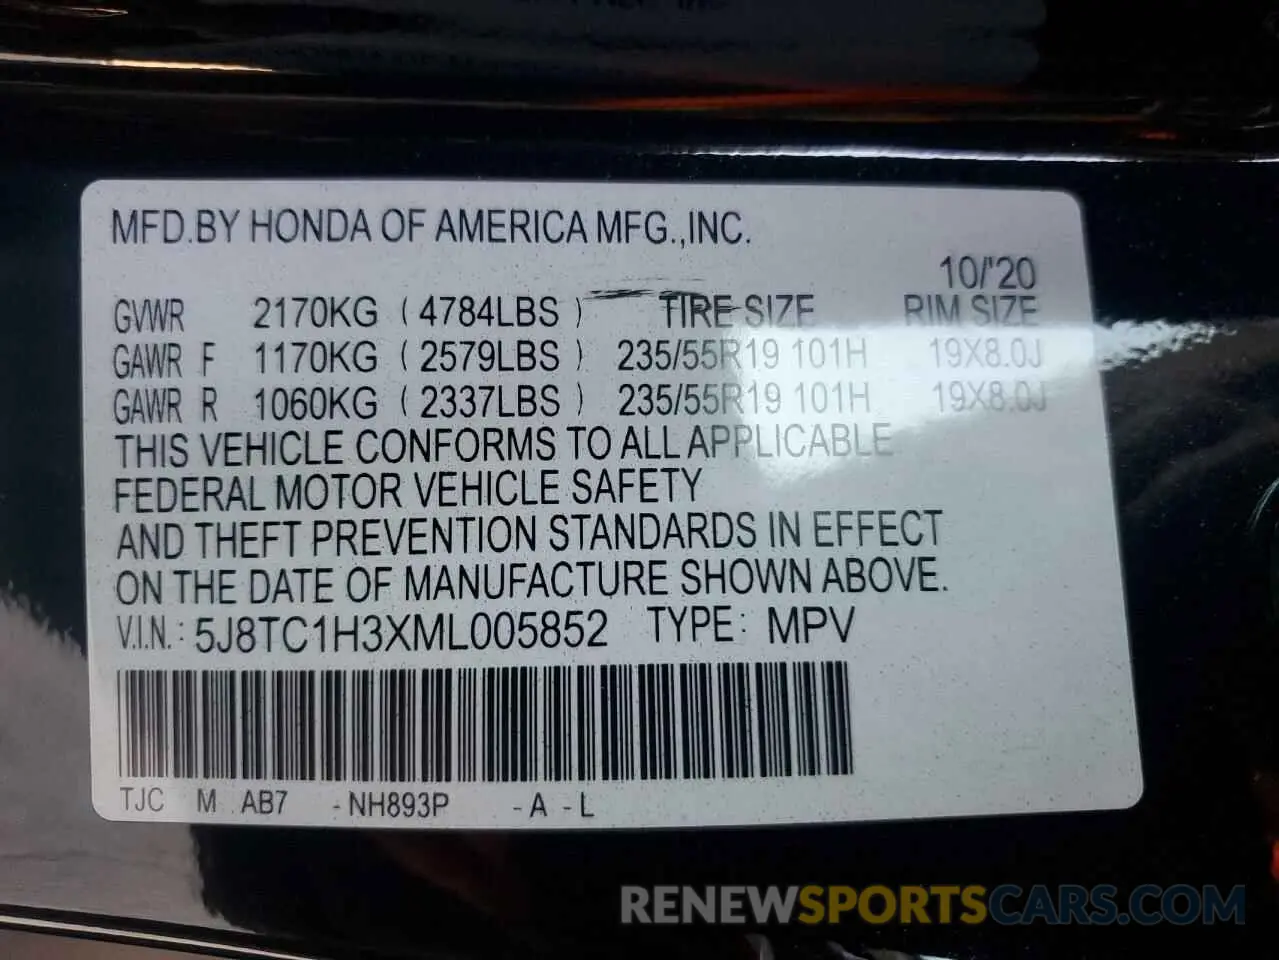 MFD.BY HONDA OF AMERICA MFG.,INC.
10/'20
GVWR 2170KG ( 4784LBS ) TIRE SIZE RIM SIZE
GAWR F 1170KG ( 2579LBS ) 235/55R19 101H 19X8.0J
GAWR R 1060KG ( 2337LBS ) 235/55R19 101H 19X8.0J
THIS VEHICLE CONFORMS TO ALL APPLICABLE
FEDERAL MOTOR VEHICLE SAFETY
AND THEFT PREVENTION STANDARDS IN EFFECT
ON THE DATE OF MANUFACTURE SHOWN ABOVE.
V.I.N.: 5J8TC1H3XML005852 TYPE: MPV
TJC M AB7 -NH893P -A -L
RENEWSPORTSCARS.COM